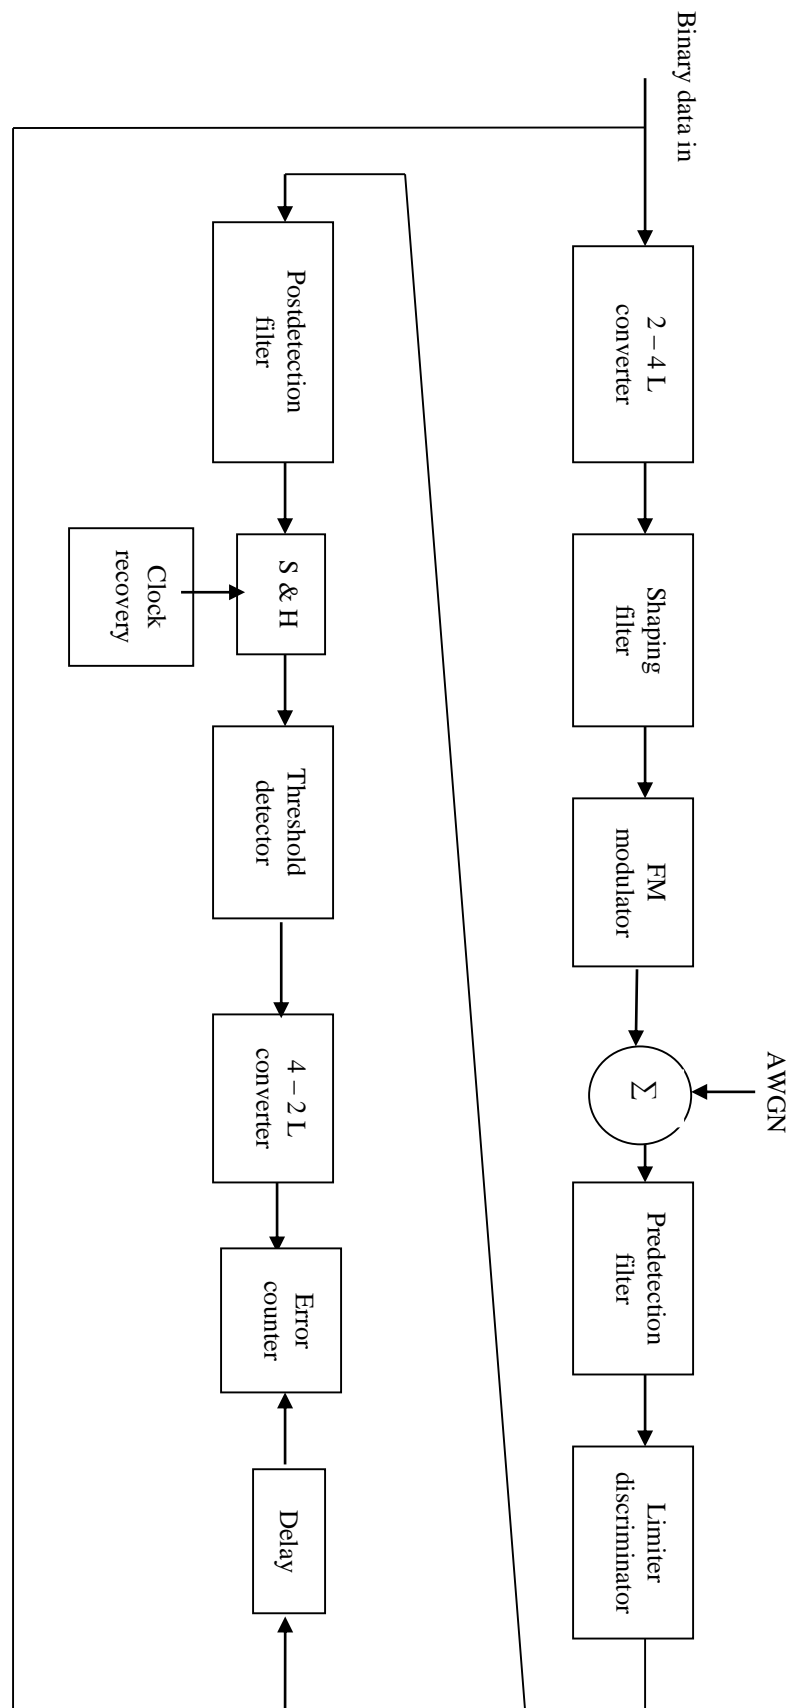 Binary data in
2 – 4 L
converter
Shaping
filter
FM
modulator
Σ
AWGN
Predetection
filter
Limiter
discriminator
Postdetection
filter
S & H
Clock
recovery
Threshold
detector
4 – 2 L
converter
Error
counter
Delay